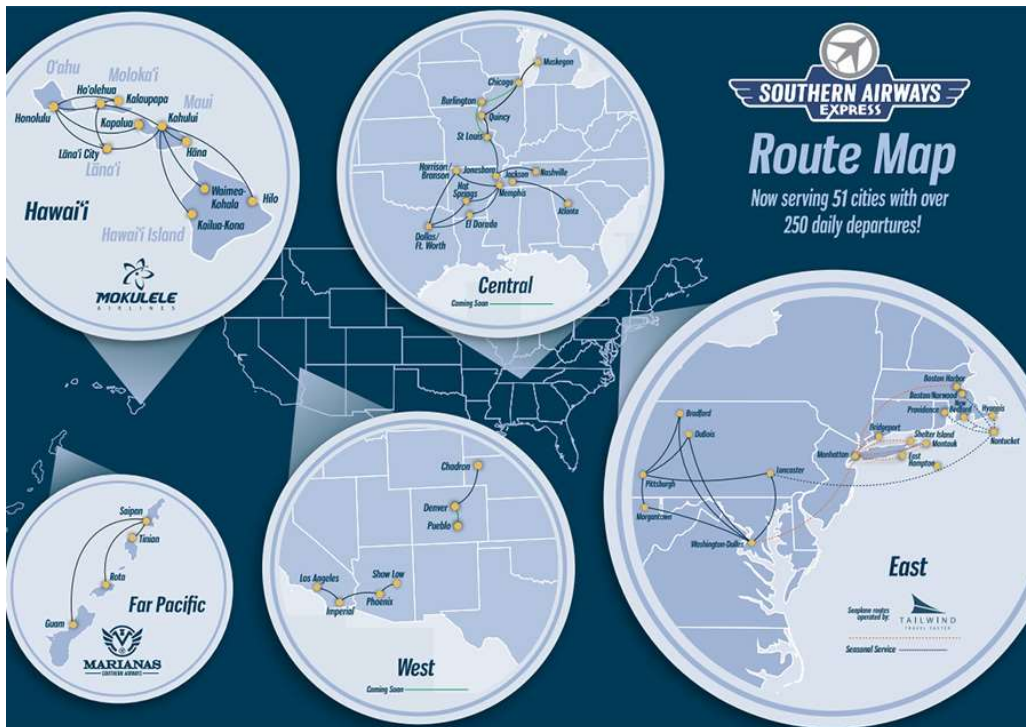 SOUTHERN AIRWAYS
EXPRESS
Route Map
Now serving 51 cities with over
250 daily departures!
O'ahu
Moloka'i
Ho'olehua
Kalaupapa
Maui
Honolulu
Kapalua
Kahului
Lāna'i City
Hāna
Lāna'i
Waimea-
Kohala
Hilo
Hawai'i
Kailua-Kona
Hawai'i Island
MOKULELE
AIRLINES
Muskegon
Chicago
Burlington
Quincy
St Louis
Harrison/
Branson
Jonesboro
Jackson
Nashville
Hot
Springs
Memphis
Atlanta
El Dorado
Dallas/
Ft. Worth
Central
Coming Soon
Saipan
Tinian
Rota
Guam
Far Pacific
MARIANAS
SOUTHERN AIRWAYS
Chadron
Denver
Pueblo
Los Angeles
Show Low
Imperial
Phoenix
West
Coming Soon
Boston Harbor
Boston Norwood
New
Bedford
Providence
Hyannis
Nantucket
Bradford
DuBois
Bridgeport
Shelter Island
Montauk
Manhattan
East
Hampton
Pittsburgh
Lancaster
Morgantown
Washington-Dulles
East
Seaplane routes
operated by:
TAILWIND
TRAVEL FASTER
Seasonal Service